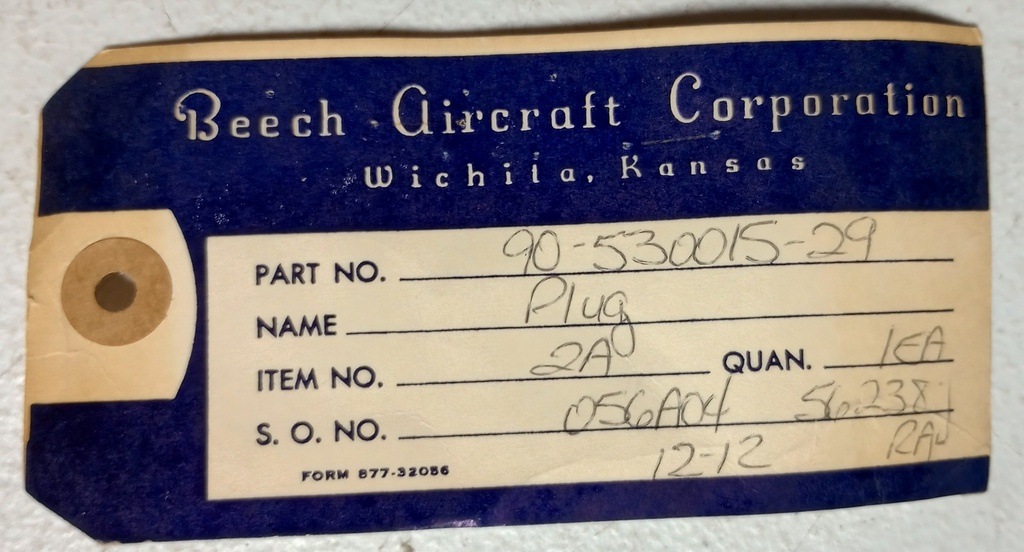 Beech Aircraft Corporation
Wichita, Kansas
PART NO. 90-530015-29
NAME Plug
ITEM NO. 2A QUAN. 1EA
S. O. NO. 056A04 56238
12-12
FORM 877-32056